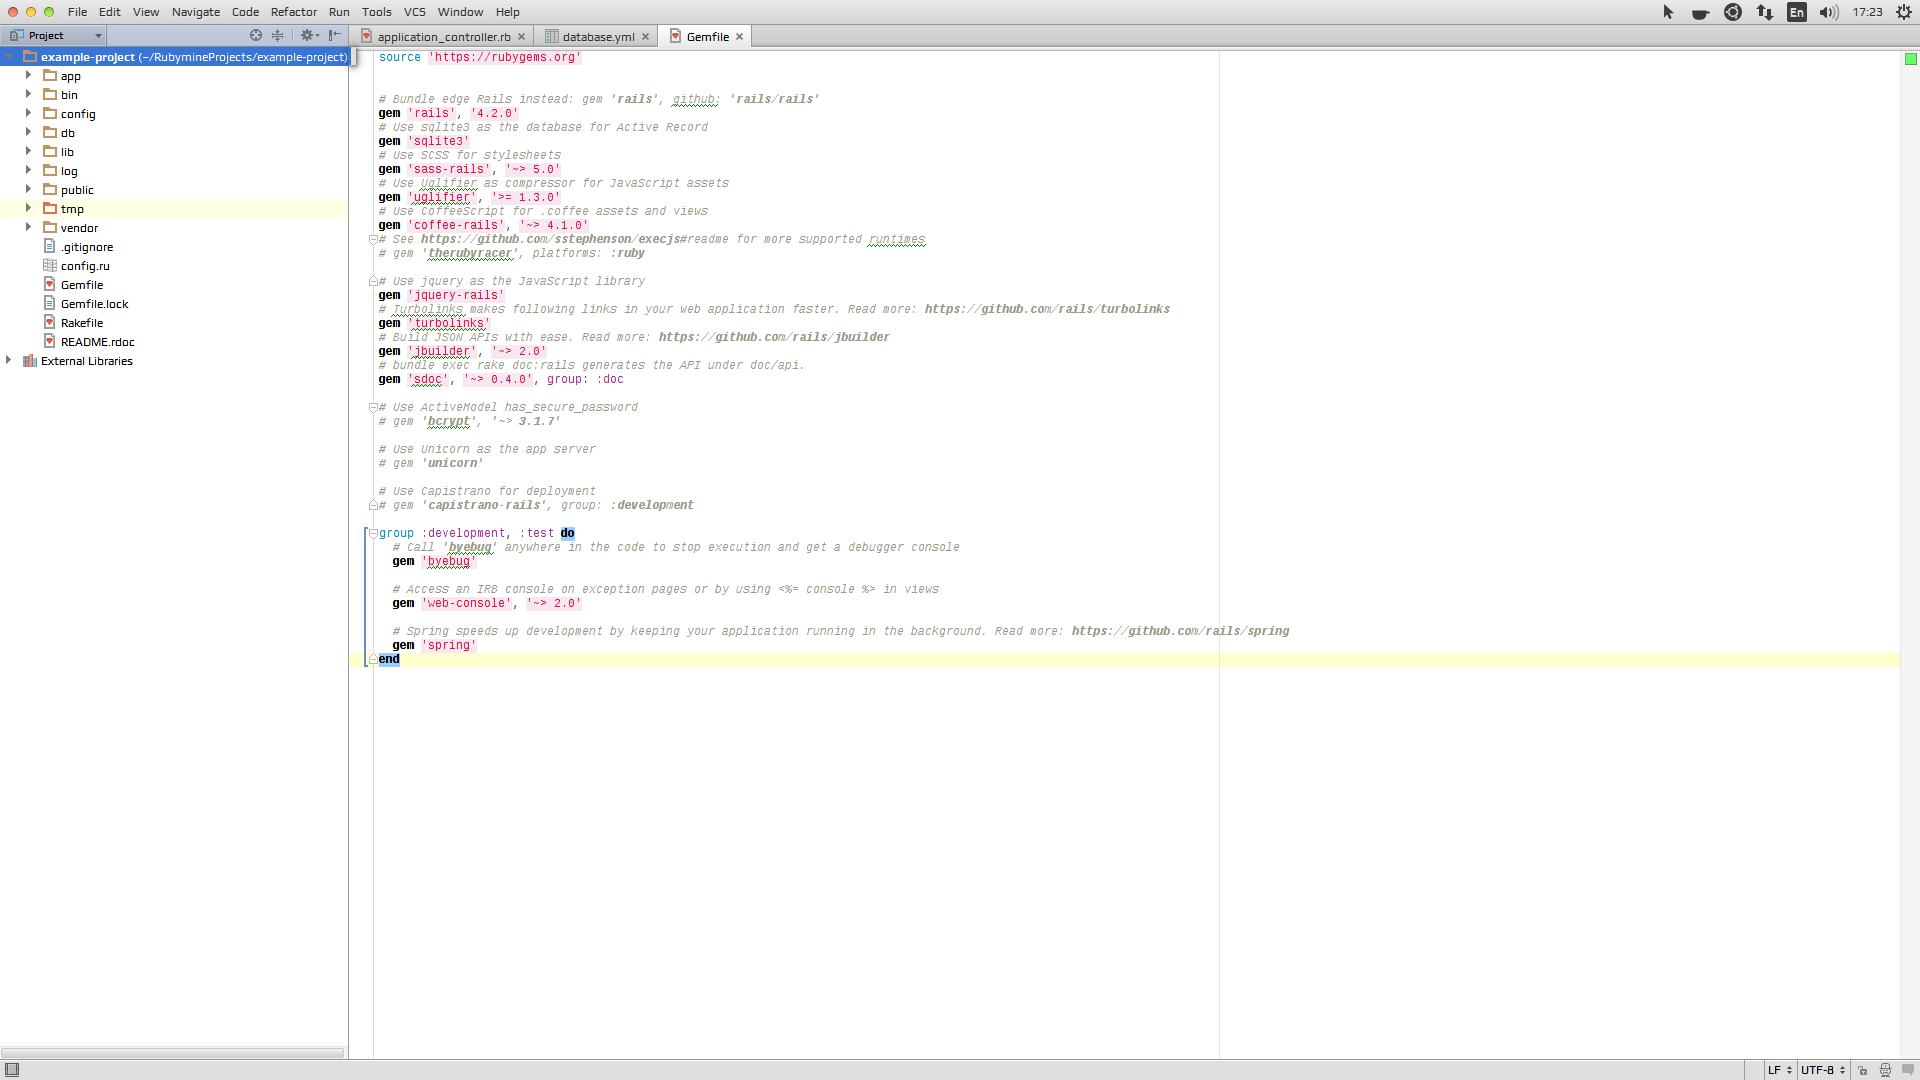 File Edit View Navigate Code Refactor Run Tools VCS Window Help
En 17:23
Project
application_controller.rb
database.yml
Gemfile
example-project (~/RubymineProjects/example-project)
app
bin
config
db
lib
log
public
tmp
vendor
.gitignore
config.ru
Gemfile
Gemfile.lock
Rakefile
README.rdoc
External Libraries
source 'https://rubygems.org'
# Bundle edge Rails instead: gem 'rails', github: 'rails/rails'
gem 'rails', '4.2.0'
# Use sqlite3 as the database for Active Record
gem 'sqlite3'
# Use SCSS for stylesheets
gem 'sass-rails', '~> 5.0'
# Use Uglifier as compressor for JavaScript assets
gem 'uglifier', '>= 1.3.0'
# Use CoffeeScript for .coffee assets and views
gem 'coffee-rails', '~> 4.1.0'
# See https://github.com/sstephenson/execjs#readme for more supported runtimes
# gem 'therubyracer', platforms: :ruby
# Use jquery as the JavaScript library
gem 'jquery-rails'
# Turbolinks makes following links in your web application faster. Read more: https://github.com/rails/turbolinks
gem 'turbolinks'
# Build JSON APIs with ease. Read more: https://github.com/rails/jbuilder
gem 'jbuilder', '~> 2.0'
# bundle exec rake doc:rails generates the API under doc/api.
gem 'sdoc', '~> 0.4.0', group: :doc
# Use ActiveModel has_secure_password
# gem 'bcrypt', '~> 3.1.7'
# Use Unicorn as the app server
# gem 'unicorn'
# Use Capistrano for deployment
# gem 'capistrano-rails', group: :development
group :development, :test do
# Call 'byebug' anywhere in the code to stop execution and get a debugger console
gem 'byebug'
# Access an IRB console on exception pages or by using <%= console %> in views
gem 'web-console', '~> 2.0'
# Spring speeds up development by keeping your application running in the background. Read more: https://github.com/rails/spring
gem 'spring'
end
LF UTF-8